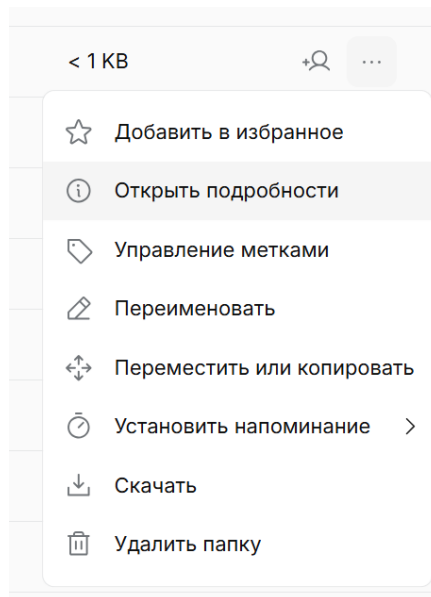 < 1 KB
Добавить в избранное
Открыть подробности
Управление метками
Переименовать
Переместить или копировать
Установить напоминание
Скачать
Удалить папку